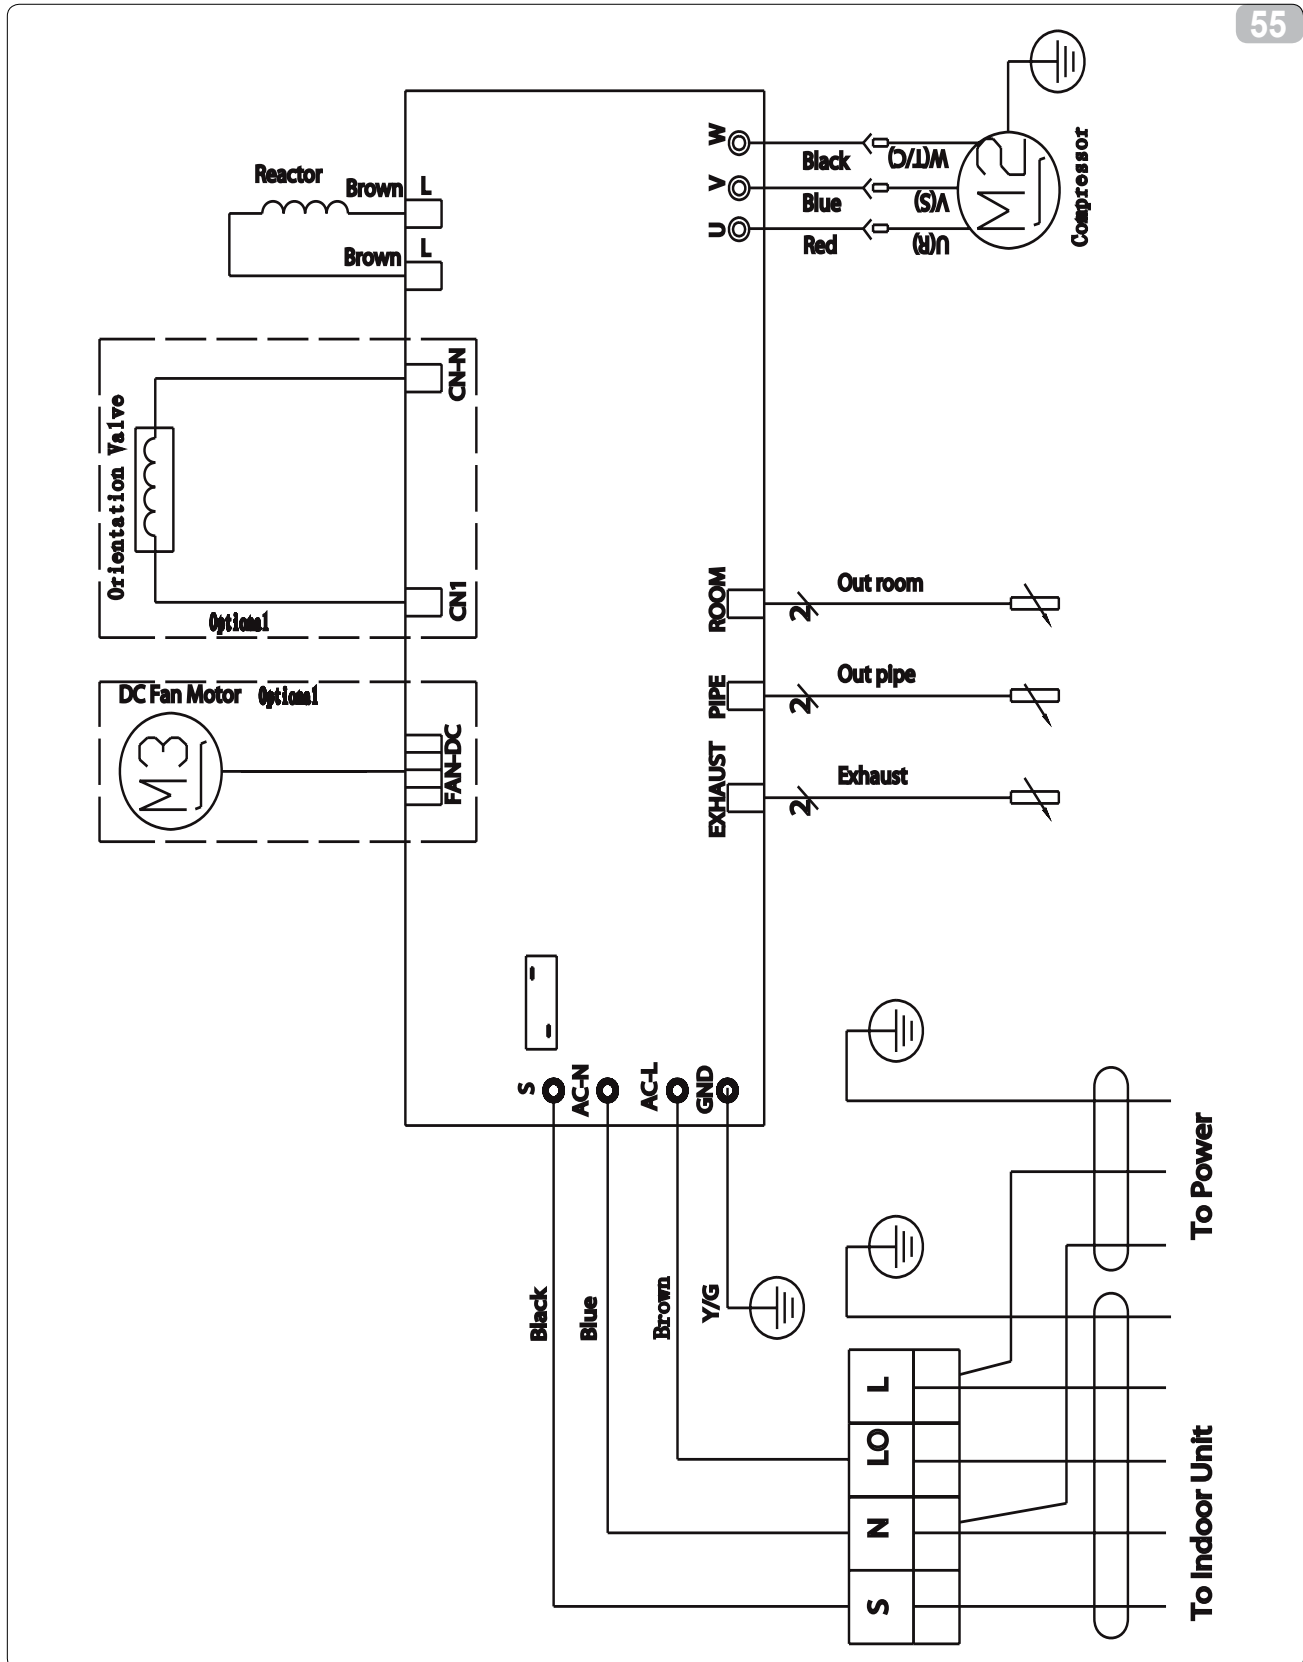 55
Reactor
Brown
L
Brown
L
W
V
U
Black
Blue
Red
W(T/C)
V(S)
U(R)
M2
Compressor
Orientation Valve
CN-N
CN1
Optional
DC Fan Motor Optional
M3
FAN-DC
ROOM
2
Out room
PIPE
2
Out pipe
EXHAUST
2
Exhaust
S
AC-N
AC-L
GND
Black
Blue
Brown
Y/G
L
LO
N
S
To Power
To Indoor Unit